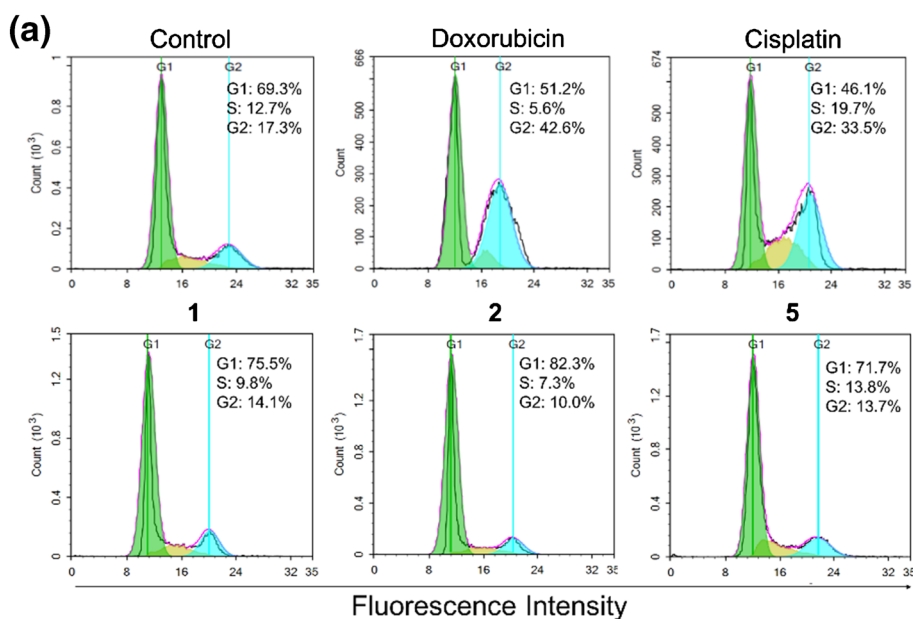 (a)
Control
Doxorubicin
Cisplatin
1
0.8
0.6
0.4
0.2
0
Count (10³)
G1
G2
G1: 69.3%
S: 12.7%
G2: 17.3%
0 8 16 24 32 35
666
500
400
300
200
100
0
Count
G1
G2
G1: 51.2%
S: 5.6%
G2: 42.6%
0 8 16 24 32 35
674
500
400
300
200
100
0
Count
G1
G2
G1: 46.1%
S: 19.7%
G2: 33.5%
0 8 16 24 32 35
1
2
5
1.5
1.2
0.8
0.4
0
Count (10³)
G1
G2
G1: 75.5%
S: 9.8%
G2: 14.1%
0 8 16 24 32 35
1.7
1.2
0.8
0.4
0
Count (10³)
G1
G2
G1: 82.3%
S: 7.3%
G2: 10.0%
0 8 16 24 32 35
1.7
1.2
0.8
0.4
0
Count (10³)
G1
G2
G1: 71.7%
S: 13.8%
G2: 13.7%
0 8 16 24 32 35
Fluorescence Intensity